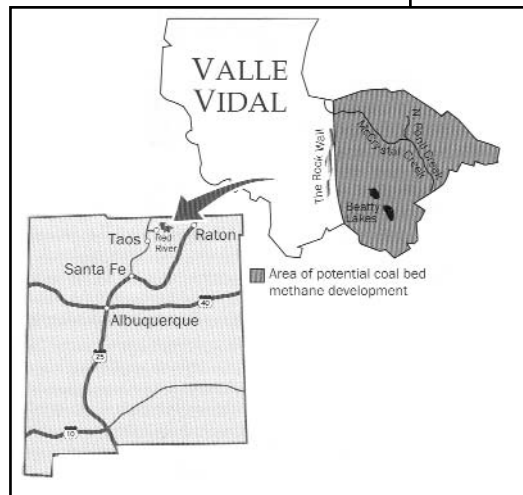 VALLE
VIDAL
N. Ponil Creek
McCrystal Creek
The Rock Wall
Beatty
Lakes
Taos
Red
River
Raton
Santa Fe
Area of potential coal bed
methane development
40
Albuquerque
25
10